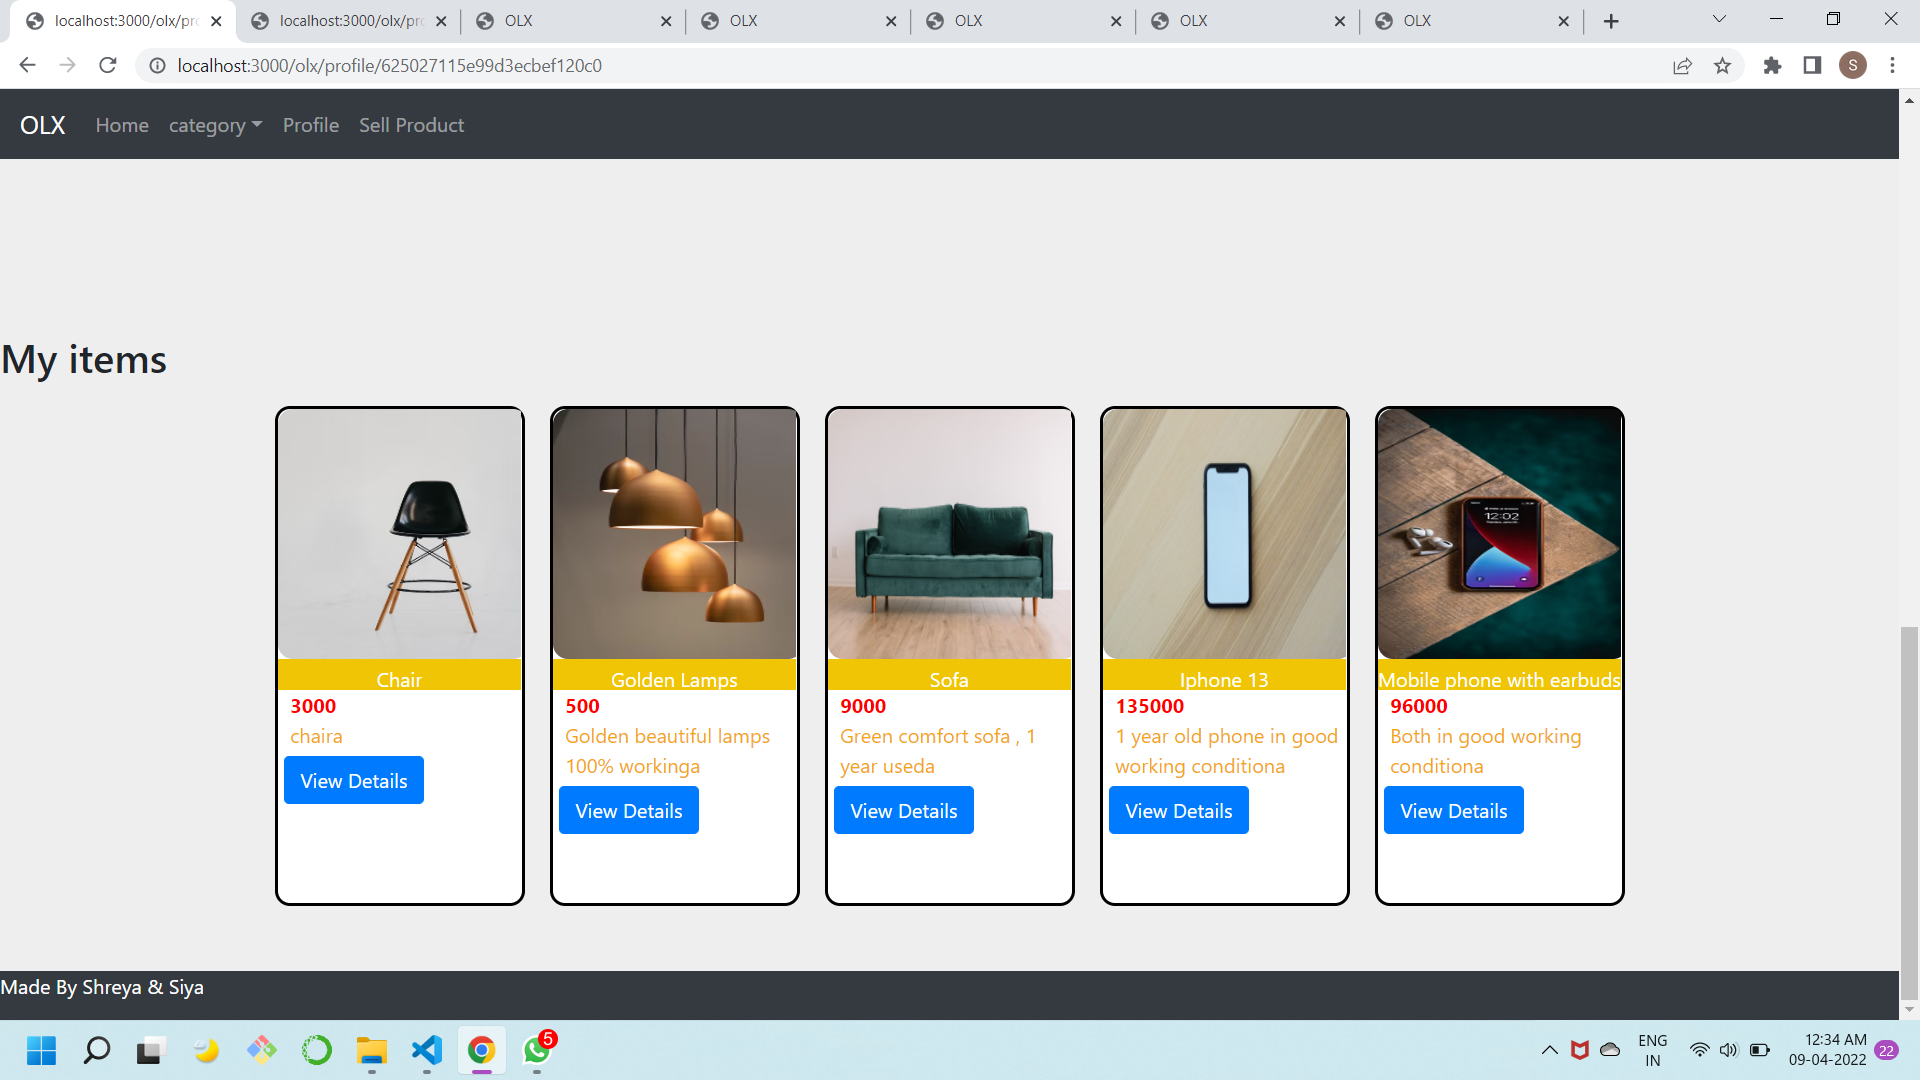 localhost:3000/olx/pro
localhost:3000/olx/pro
OLX
OLX
OLX
OLX
OLX
localhost:3000/olx/profile/625027115e99d3ecbef120c0
S
OLX
Home
category
Profile
Sell Product
My items
12:02
Chair
3000
chaira
View Details
Golden Lamps
500
Golden beautiful lamps
100% workinga
View Details
Sofa
9000
Green comfort sofa , 1
year useda
View Details
Iphone 13
135000
1 year old phone in good
working conditiona
View Details
Mobile phone with earbuds
96000
Both in good working
conditiona
View Details
Made By Shreya & Siya
5
ENG
IN
12:34 AM
09-04-2022
22